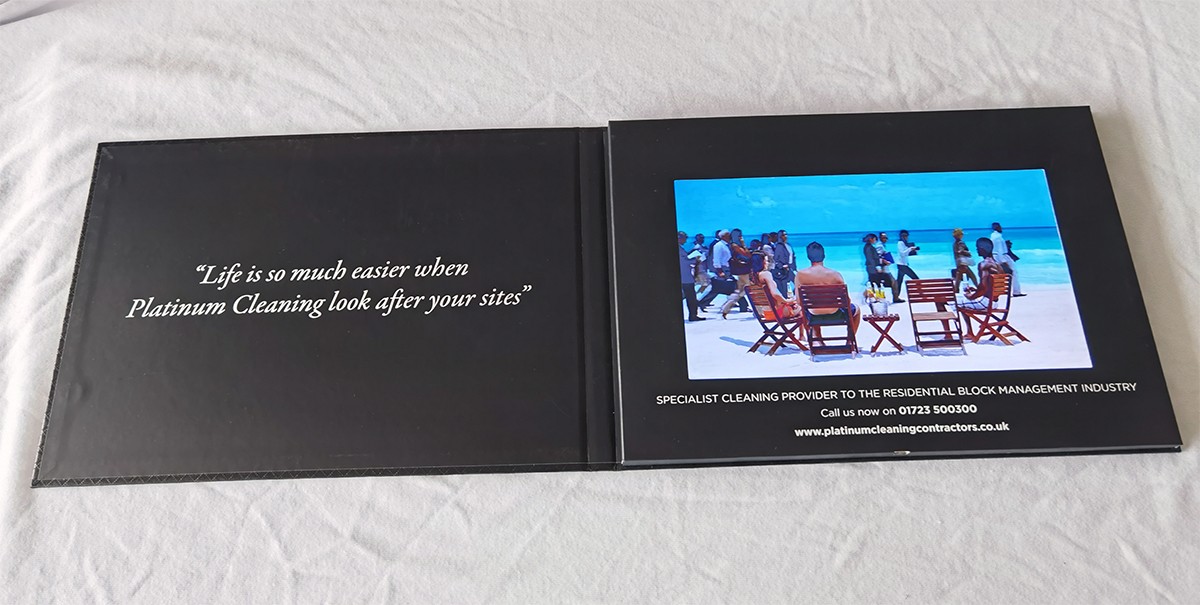 “Life is so much easier when
Platinum Cleaning look after your sites”
SPECIALIST CLEANING PROVIDER TO THE RESIDENTIAL BLOCK MANAGEMENT INDUSTRY
Call us now on 01723 500300
www.platinumcleaningcontractors.co.uk